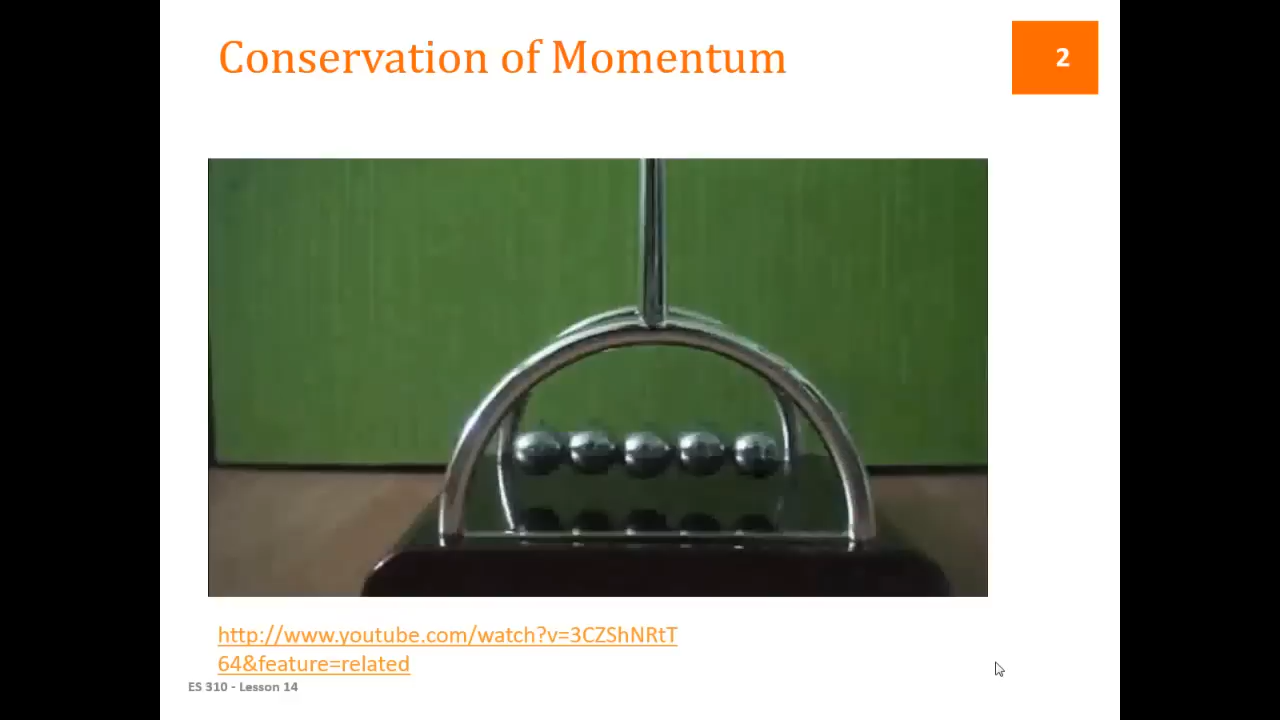 Conservation of Momentum
2
http://www.youtube.com/watch?v=3CZShNRtT
64&feature=related
ES 310 - Lesson 14